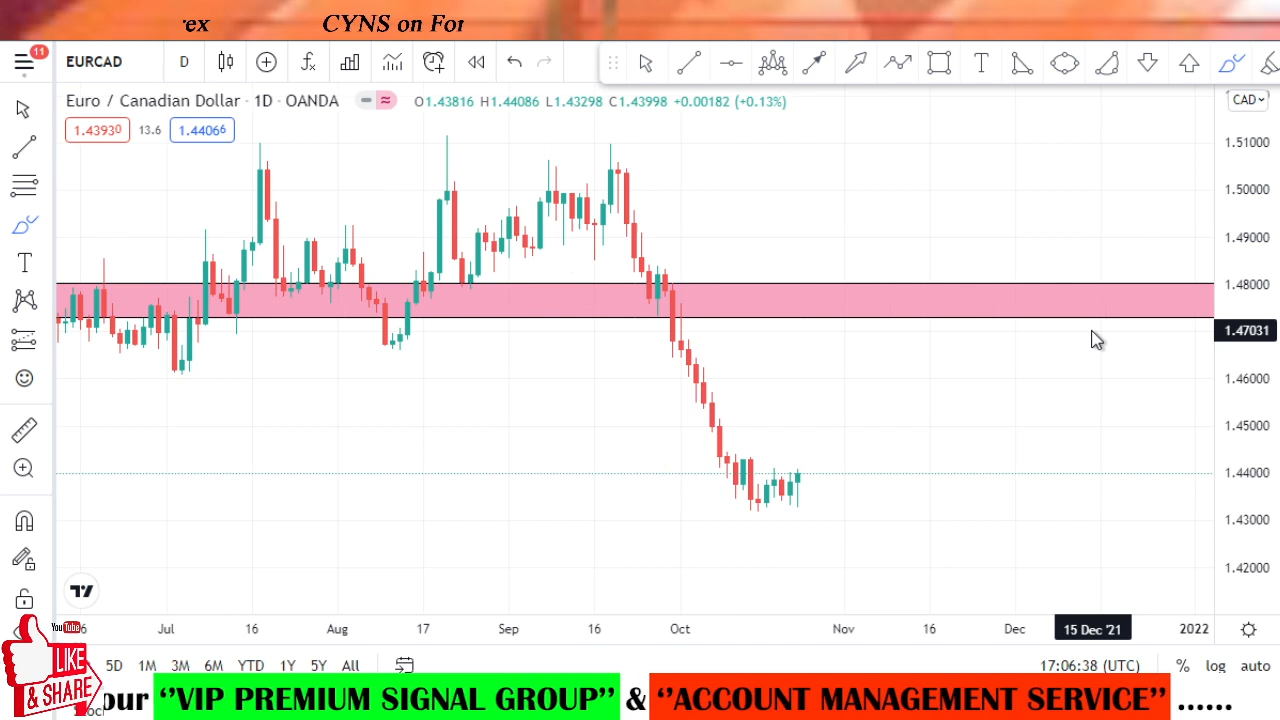 ex CYNS on For
11
EURCAD D
Euro / Canadian Dollar · 1D · OANDA O1.43816 H1.44086 L1.43298 C1.43998 +0.00182 (+0.13%)
CAD
1.43930 13.6 1.44066
1.51000
1.50000
1.49000
1.48000
1.47031
1.46000
1.45000
1.44000
1.43000
1.42000
Jul 16 Aug 17 Sep 16 Oct Nov 16 Dec 15 Dec '21 2022
YouTube
LIKE
& SHARE
5D 1M 3M 6M YTD 1Y 5Y All 17:06:38 (UTC) % log auto
our ‘’VIP PREMIUM SIGNAL GROUP’’ & ‘’ACCOUNT MANAGEMENT SERVICE’’ ......